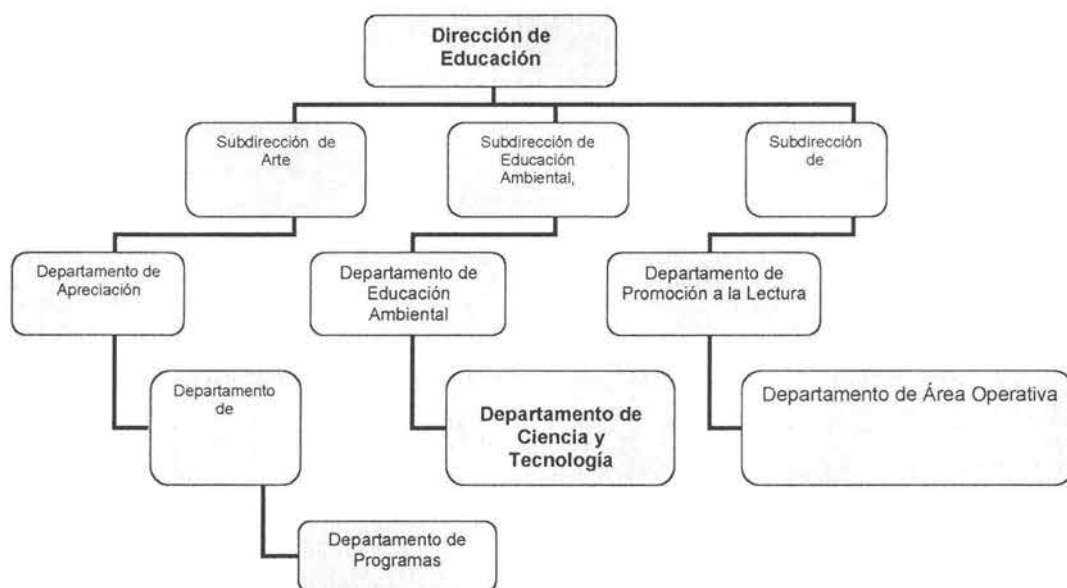 Dirección de
Educación
Subdirección de
Arte
Subdirección de
Educación
Ambiental,
Subdirección
de
Departamento de
Apreciación
Departamento de
Educación
Ambiental
Departamento de
Promoción a la Lectura
Departamento
de
Departamento de
Ciencia y
Tecnología
Departamento de Área Operativa
Departamento de
Programas